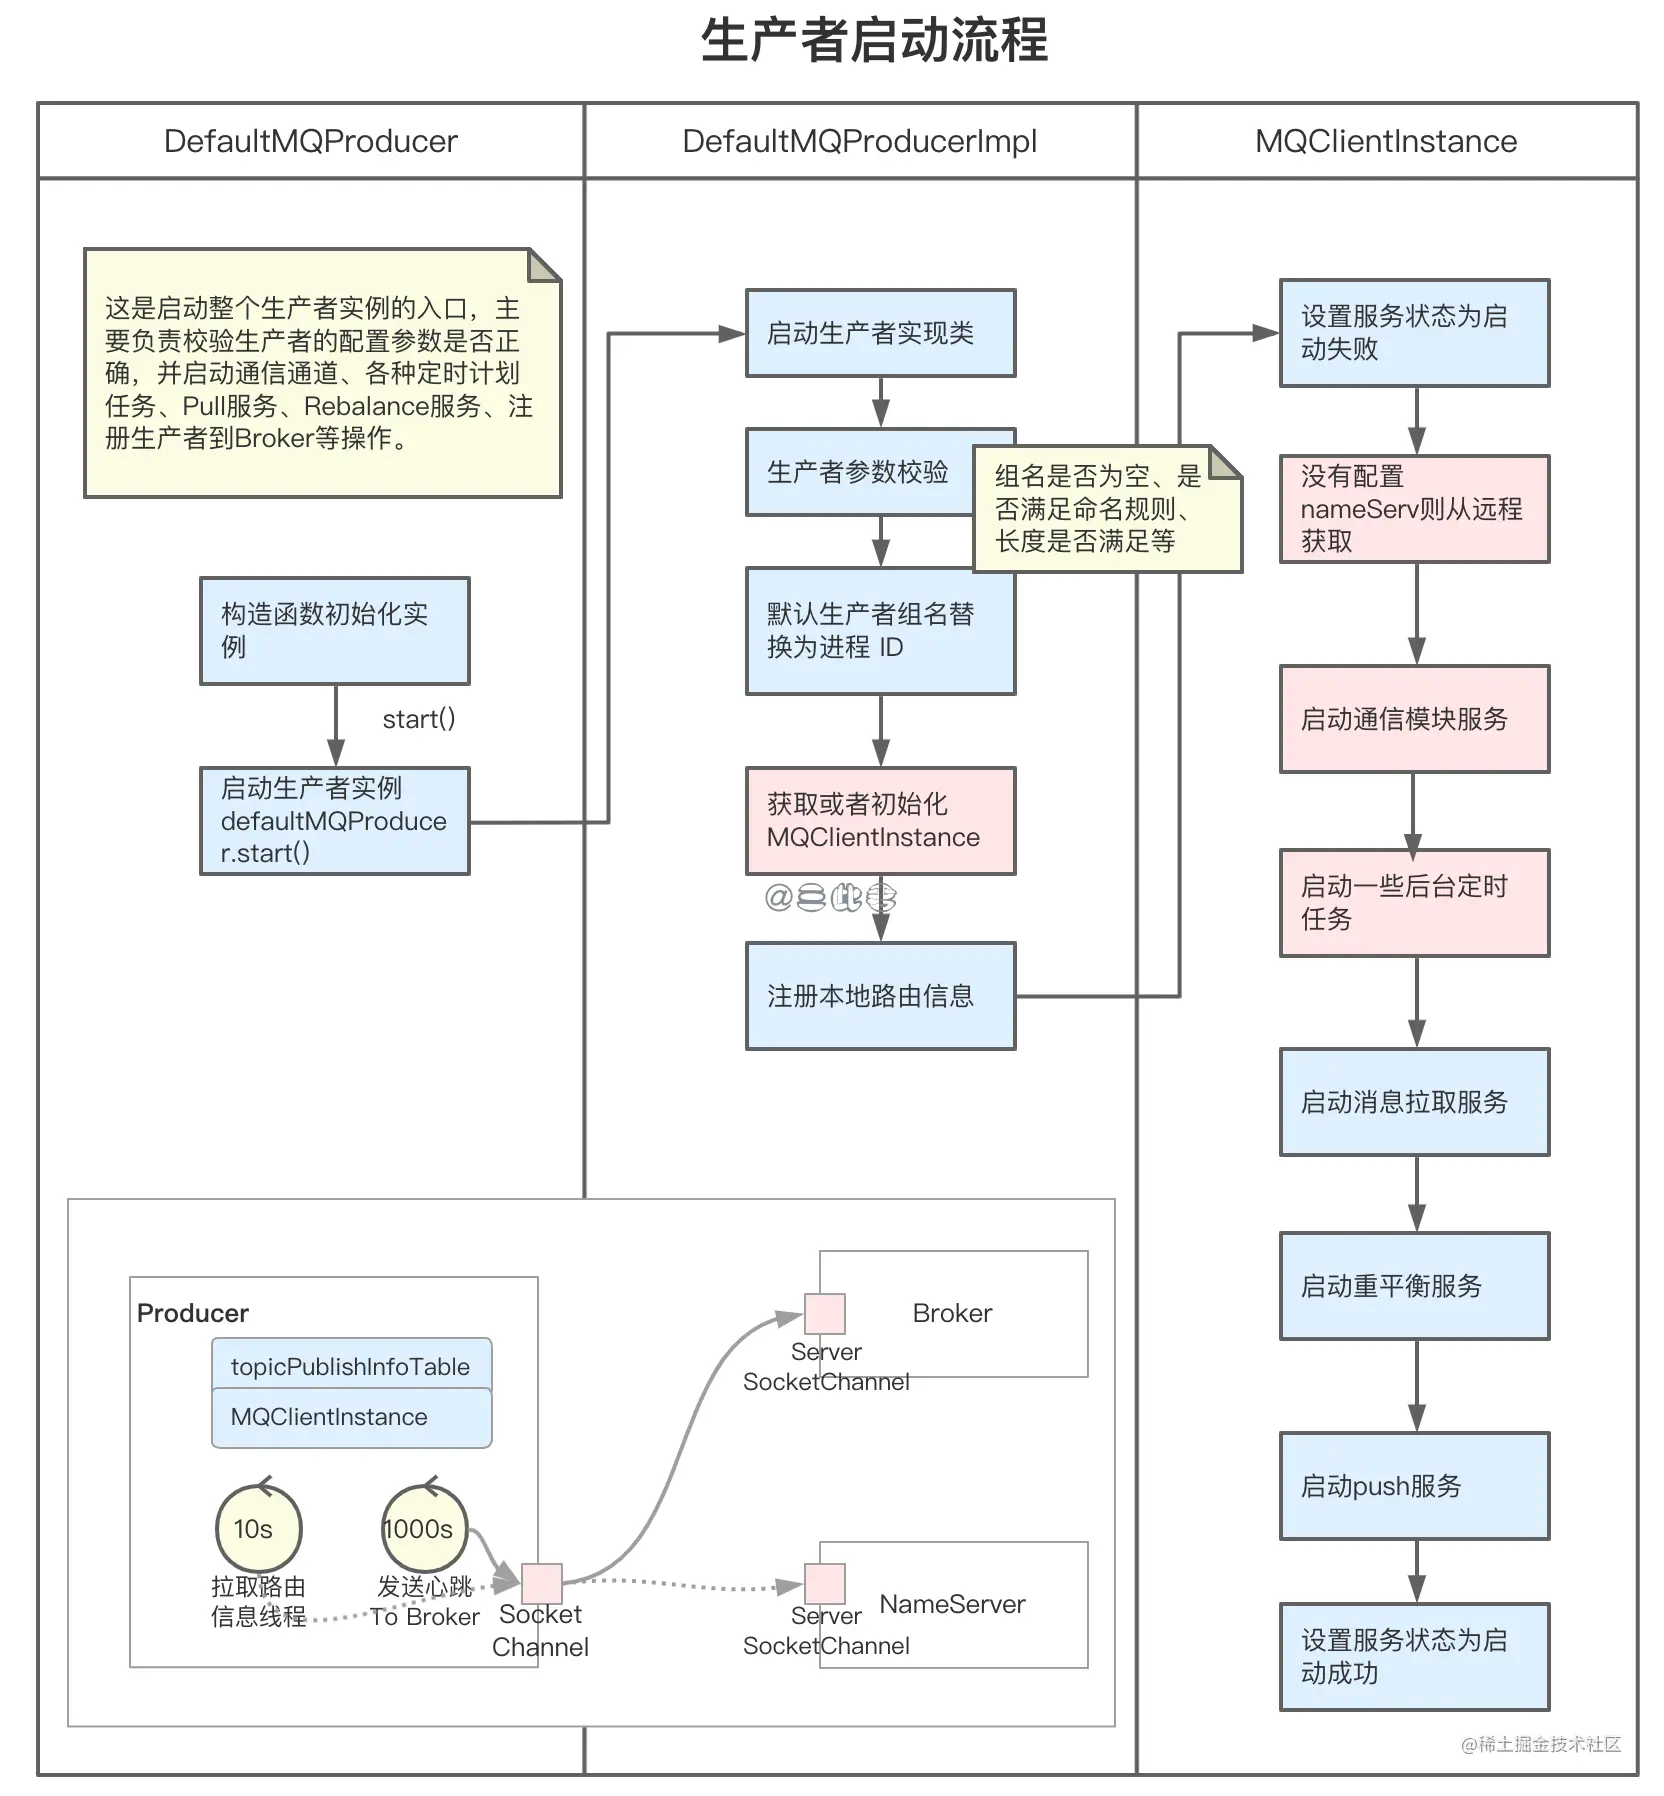 生产者启动流程
DefaultMQProducer
DefaultMQProducerImpl
MQClientInstance
这是启动整个生产者实例的入口，主
要负责校验生产者的配置参数是否正
确，并启动通信通道、各种定时计划
任务、Pull服务、Rebalance服务、注
册生产者到Broker等操作。
构造函数初始化实
例
start()
启动生产者实例
defaultMQProduce
r.start()
启动生产者实现类
生产者参数校验
组名是否为空、是
否满足命名规则、
长度是否满足等
默认生产者组名替
换为进程 ID
获取或者初始化
MQClientInstance
注册本地路由信息
设置服务状态为启
动失败
没有配置
nameServ则从远程
获取
启动通信模块服务
启动一些后台定时
任务
启动消息拉取服务
启动重平衡服务
启动push服务
设置服务状态为启
动成功
Producer
topicPublishInfoTable
MQClientInstance
10s
拉取路由
信息线程
1000s
发送心跳
To Broker
Socket
Channel
Broker
Server
SocketChannel
NameServer
Server
SocketChannel
@稀土掘金技术社区